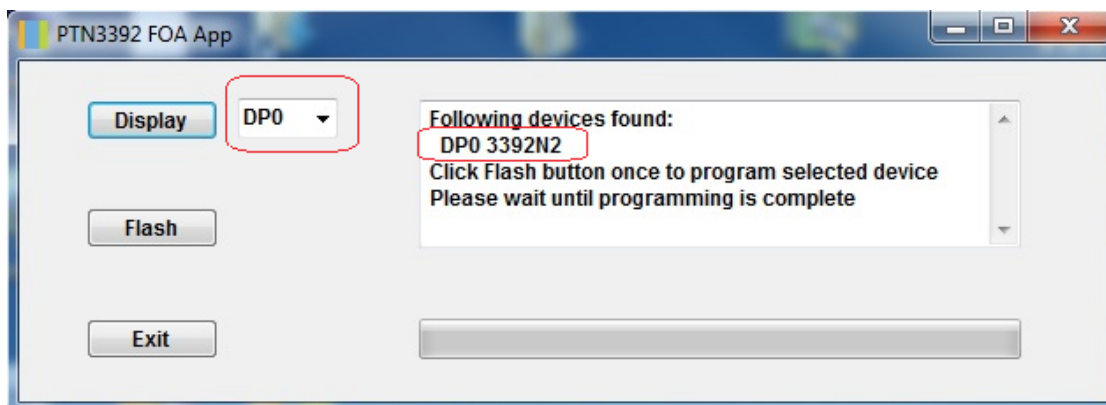 PTN3392 FOA App
Display
DP0
Following devices found:
DP0 3392N2
Click Flash button once to program selected device
Please wait until programming is complete
Flash
Exit